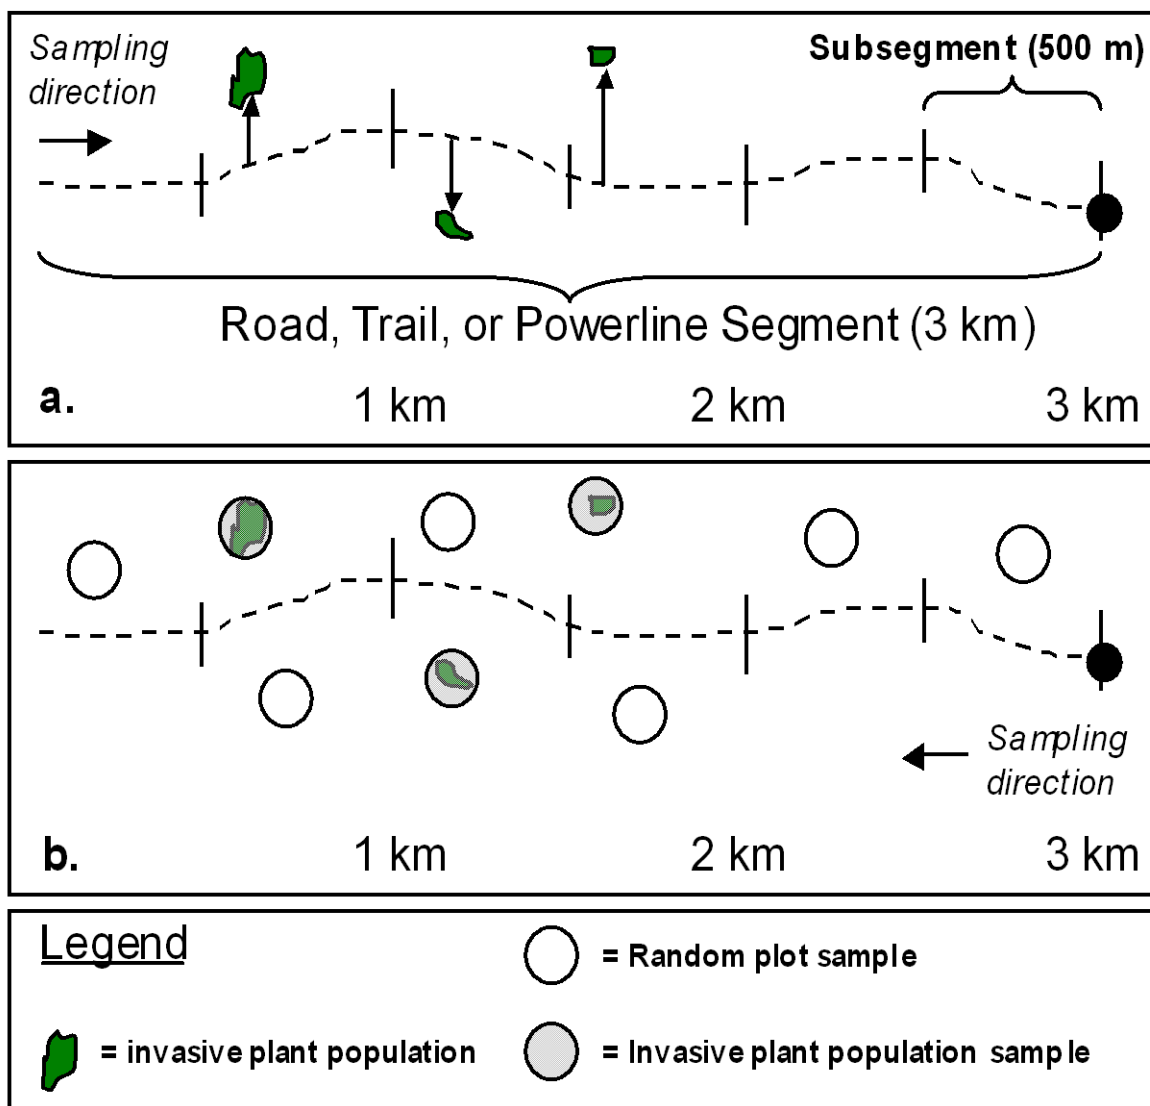 Sampling
direction
Subsegment (500 m)
Road, Trail, or Powerline Segment (3 km)
a.
1 km
2 km
3 km
Sampling
direction
b.
1 km
2 km
3 km
Legend
= Random plot sample
= invasive plant population
= Invasive plant population sample